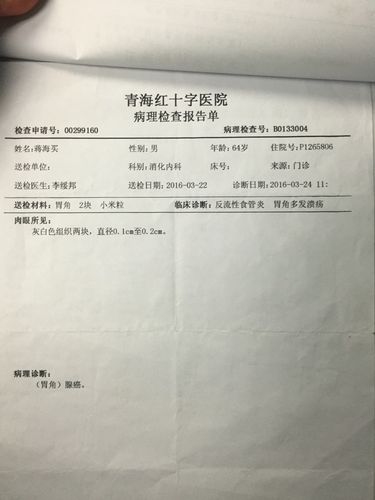 青海红十字医院
病理检查报告单
检查申请号: 00299160 病理检查号: B0133004
姓名:蒋海买 性别:男 年龄:64岁 住院号:P1265806
送检单位: 科别:消化内科 床号: 来源:门诊
送检医生:李绥邦 送检日期:2016-03-22 诊断日期:2016-03-24 11:
送检材料: 胃角 2块 小米粒 临床诊断: 反流性食管炎 胃角多发溃疡
肉眼所见:
灰白色组织两块, 直径0.1cm至0.2cm。
病理诊断:
(胃角) 腺癌。